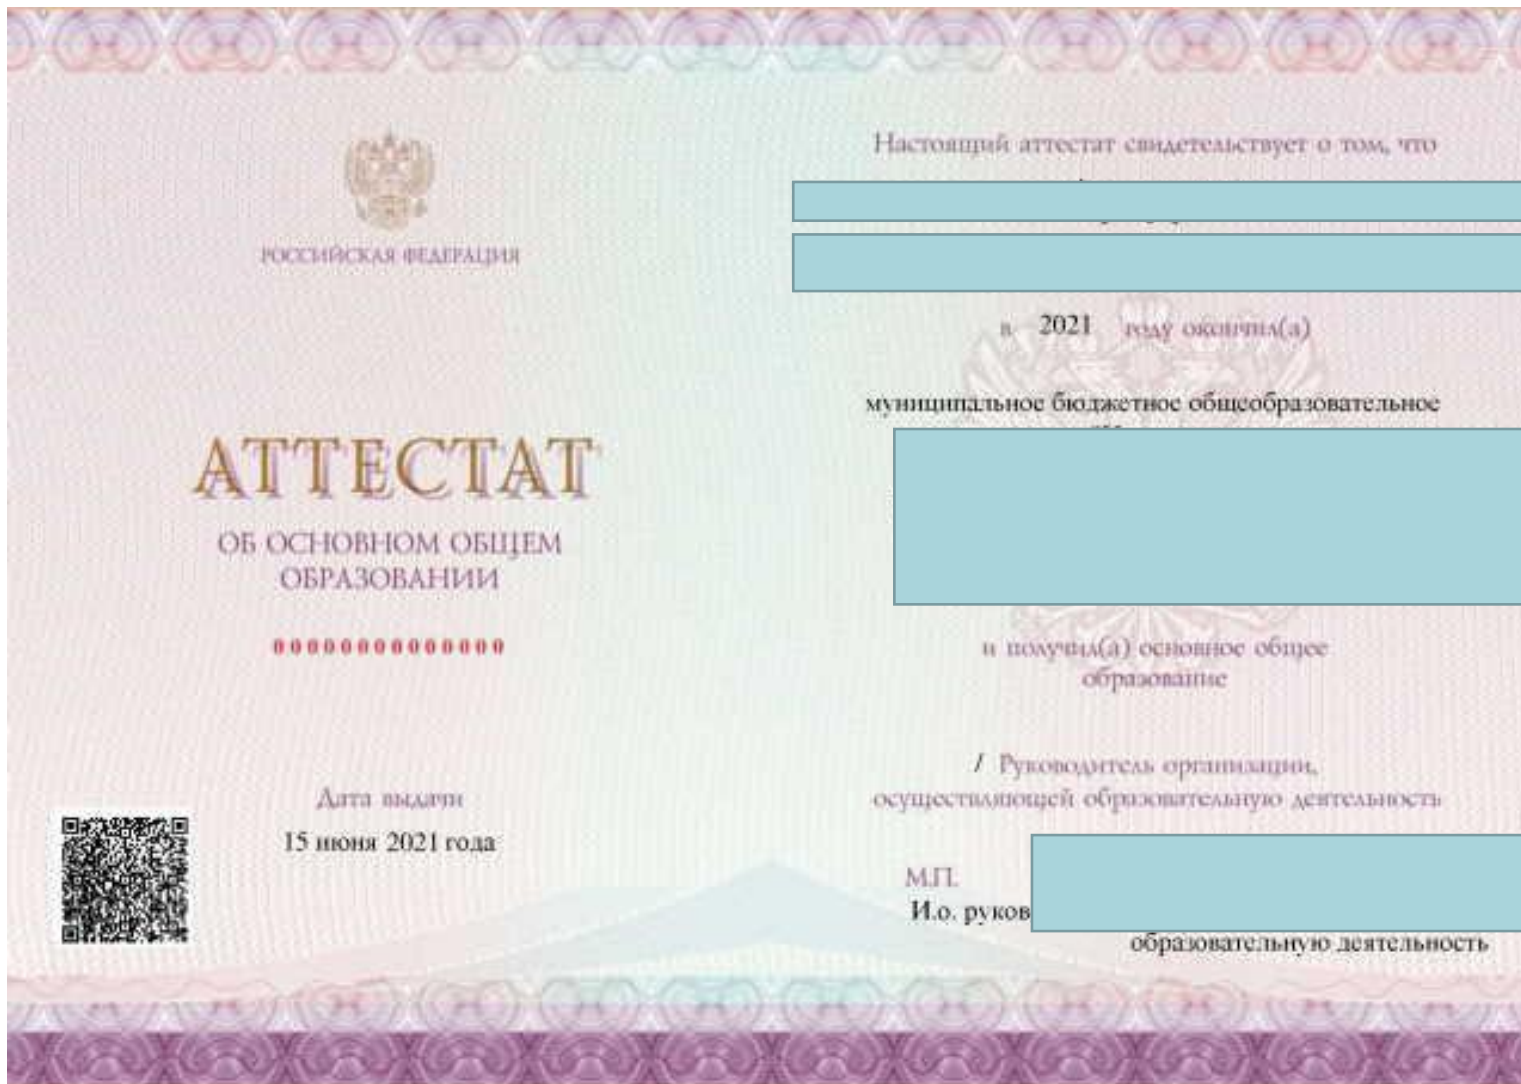 РОССИЙСКАЯ ФЕДЕРАЦИЯ
АТТЕСТАТ
ОБ ОСНОВНОМ ОБЩЕМ
ОБРАЗОВАНИИ
00000000000000
Дата выдачи
15 июня 2021 года
Настоящий аттестат свидетельствует о том, что
в 2021 году окончил(а)
муниципальное бюджетное общеобразовательное
и получил(а) основное общее
образование
/ Руководитель организации,
осуществляющей образовательную деятельность
М.П.
И.о. руков
образовательную деятельность